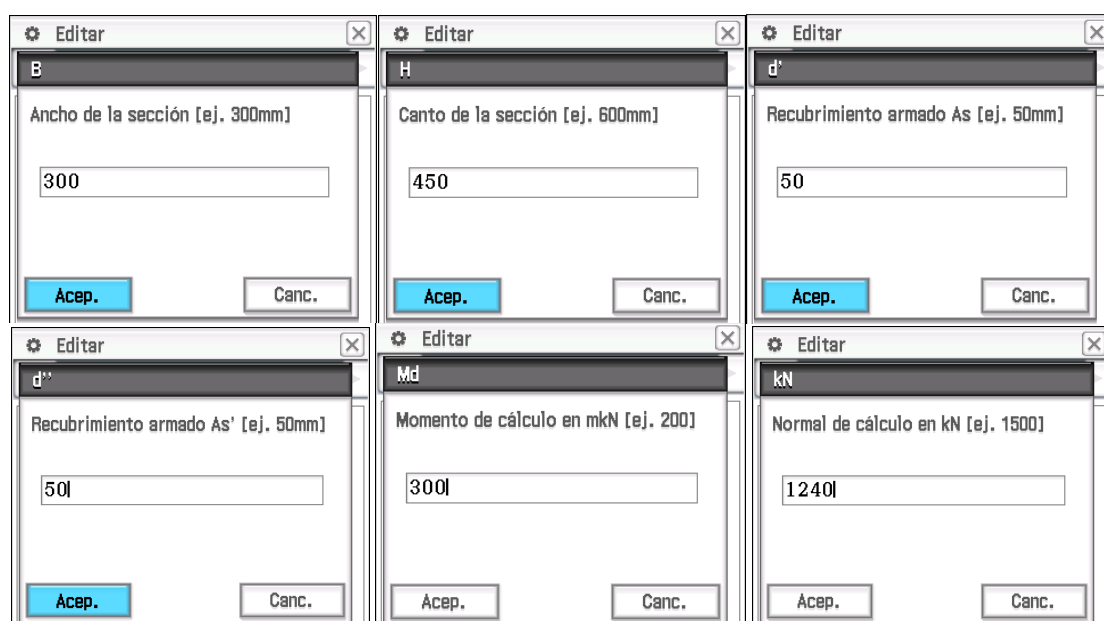 Editar
B
Ancho de la sección [ej. 300mm]
300
Acep. Canc.
Editar
H
Canto de la sección [ej. 600mm]
450
Acep. Canc.
Editar
d'
Recubrimiento armado As [ej. 50mm]
50
Acep. Canc.
Editar
d''
Recubrimiento armado As' [ej. 50mm]
50
Acep. Canc.
Editar
Md
Momento de cálculo en mkN [ej. 200]
300
Acep. Canc.
Editar
kN
Normal de cálculo en kN [ej. 1500]
1240
Acep. Canc.